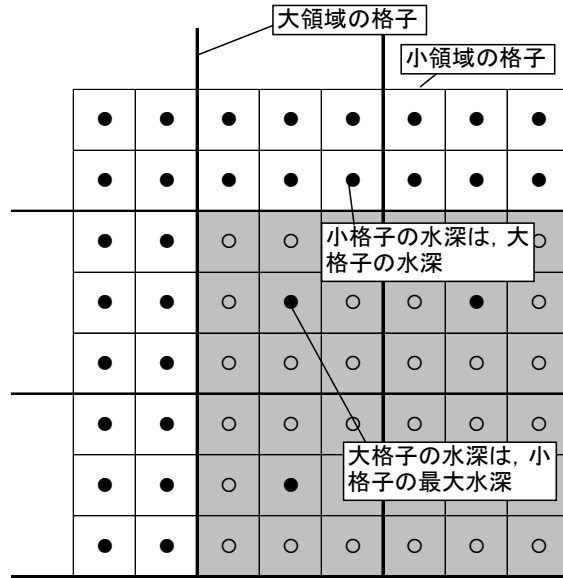 大領域の格子
小領域の格子
小格子の水深は，大
格子の水深
大格子の水深は，小
格子の最大水深